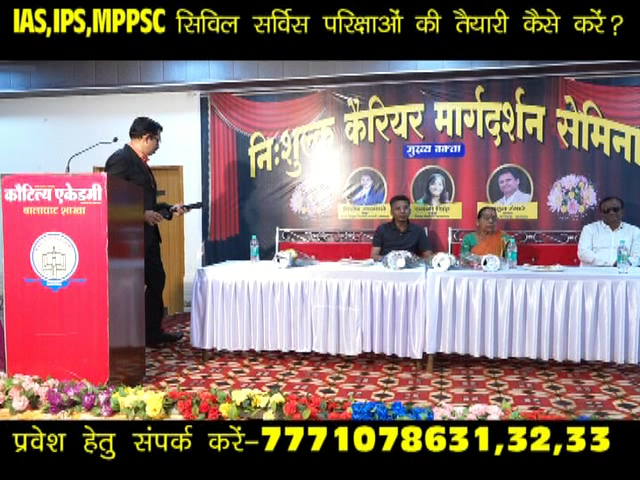 IAS,IPS,MPPSC सिविल सर्विस परिक्षाओं की तैयारी कैसे करें?
निःशुल्क कैरियर मार्गदर्शन सेमिना
मुख्य वक्ता
कौटिल्य एकेडमी
बालाघाट शाखा
प्रवेश हेतु संपर्क करें-7771078631,32,33